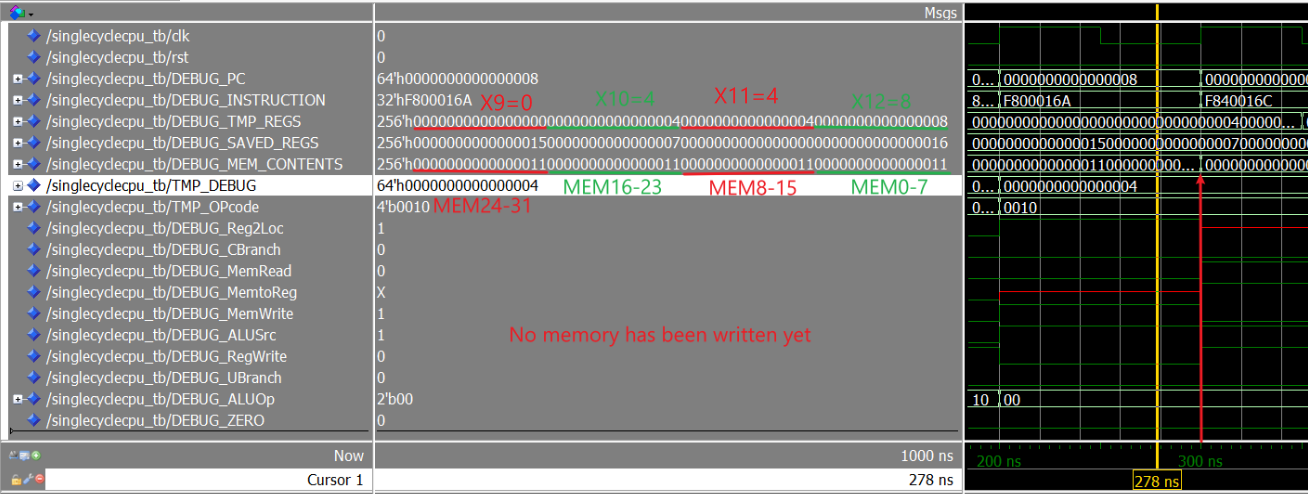 Msgs
/singlecyclecpu_tb/clk 0
/singlecyclecpu_tb/rst 0
/singlecyclecpu_tb/DEBUG_PC 64'h0000000000000008 0... 0000000000000008 000000000000
/singlecyclecpu_tb/DEBUG_INSTRUCTION 32'hF800016A X9=0 X10=4 X11=4 X12=8 8... F800016A F840016C
/singlecyclecpu_tb/DEBUG_TMP_REGS 256'h0000000000000000000000000000000400000000000000040000000000000008 0000000000000000000000000000000400000...
/singlecyclecpu_tb/DEBUG_SAVED_REGS 256'h0000000000000015000000000000000700000000000000000000000000000016 0000000000000015000000000000000700000000
/singlecyclecpu_tb/DEBUG_MEM_CONTENTS 256'h0000000000000011000000000000001100000000000000110000000000000011 0000000000000011000000000... 000000000000
/singlecyclecpu_tb/TMP_DEBUG 64'h0000000000000004 MEM16-23 MEM8-15 MEM0-7 0... 0000000000000004
/singlecyclecpu_tb/TMP_OPcode 4'b0010 MEM24-31 0... 0010
/singlecyclecpu_tb/DEBUG_Reg2Loc 1
/singlecyclecpu_tb/DEBUG_CBranch 0
/singlecyclecpu_tb/DEBUG_MemRead 0
/singlecyclecpu_tb/DEBUG_MemtoReg X
/singlecyclecpu_tb/DEBUG_MemWrite 1
/singlecyclecpu_tb/DEBUG_ALUSrc 1
No memory has been written yet
/singlecyclecpu_tb/DEBUG_RegWrite 0
/singlecyclecpu_tb/DEBUG_UBranch 0
/singlecyclecpu_tb/DEBUG_ALUOp 2'b00 10 00
/singlecyclecpu_tb/DEBUG_ZERO 0
Now 1000 ns 200 ns 300 ns
Cursor 1 278 ns 278 ns